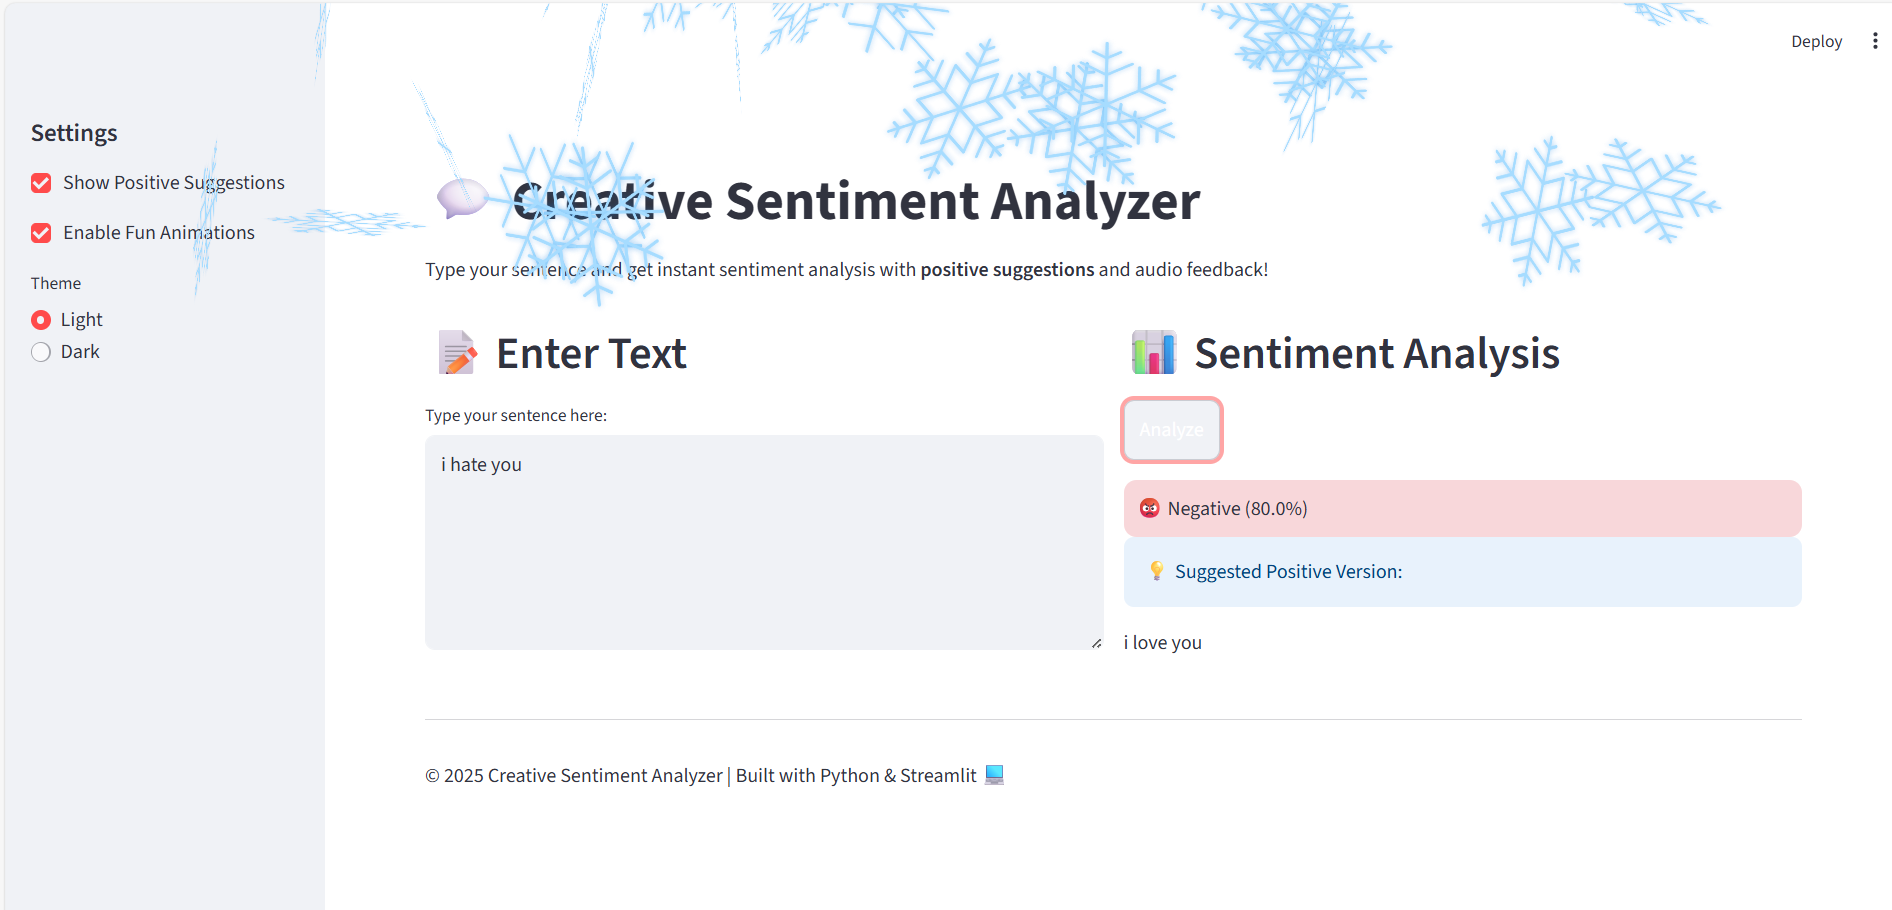 Deploy
Settings
Show Positive Suggestions
Enable Fun Animations
Theme
Light
Dark
Creative Sentiment Analyzer
Type your sentence and get instant sentiment analysis with positive suggestions and audio feedback!
Enter Text
Type your sentence here:
i hate you
Sentiment Analysis
Analyze
Negative (80.0%)
Suggested Positive Version:
i love you
© 2025 Creative Sentiment Analyzer | Built with Python & Streamlit